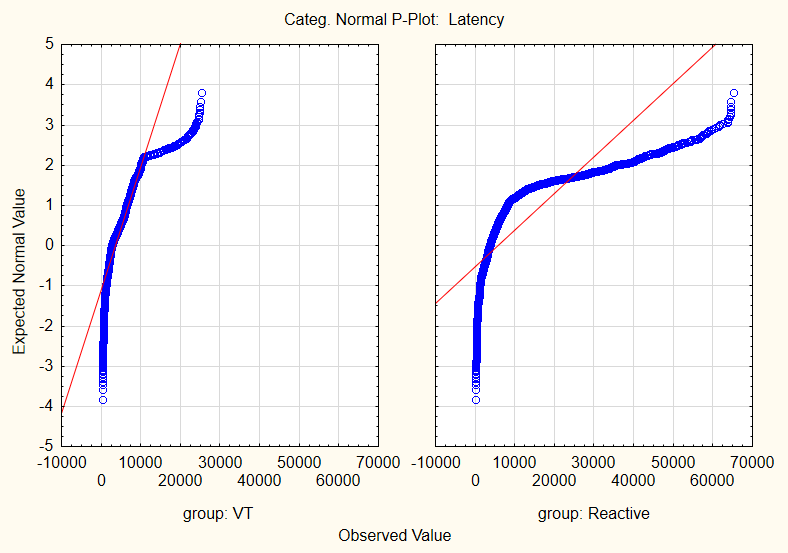 Categ. Normal P-Plot:  Latency
Expected Normal Value
5
4
3
2
1
0
-1
-2
-3
-4
-5
-10000 10000 30000 50000 70000
0 20000 40000 60000
-10000 10000 30000 50000 70000
0 20000 40000 60000
group: VT
group: Reactive
Observed Value